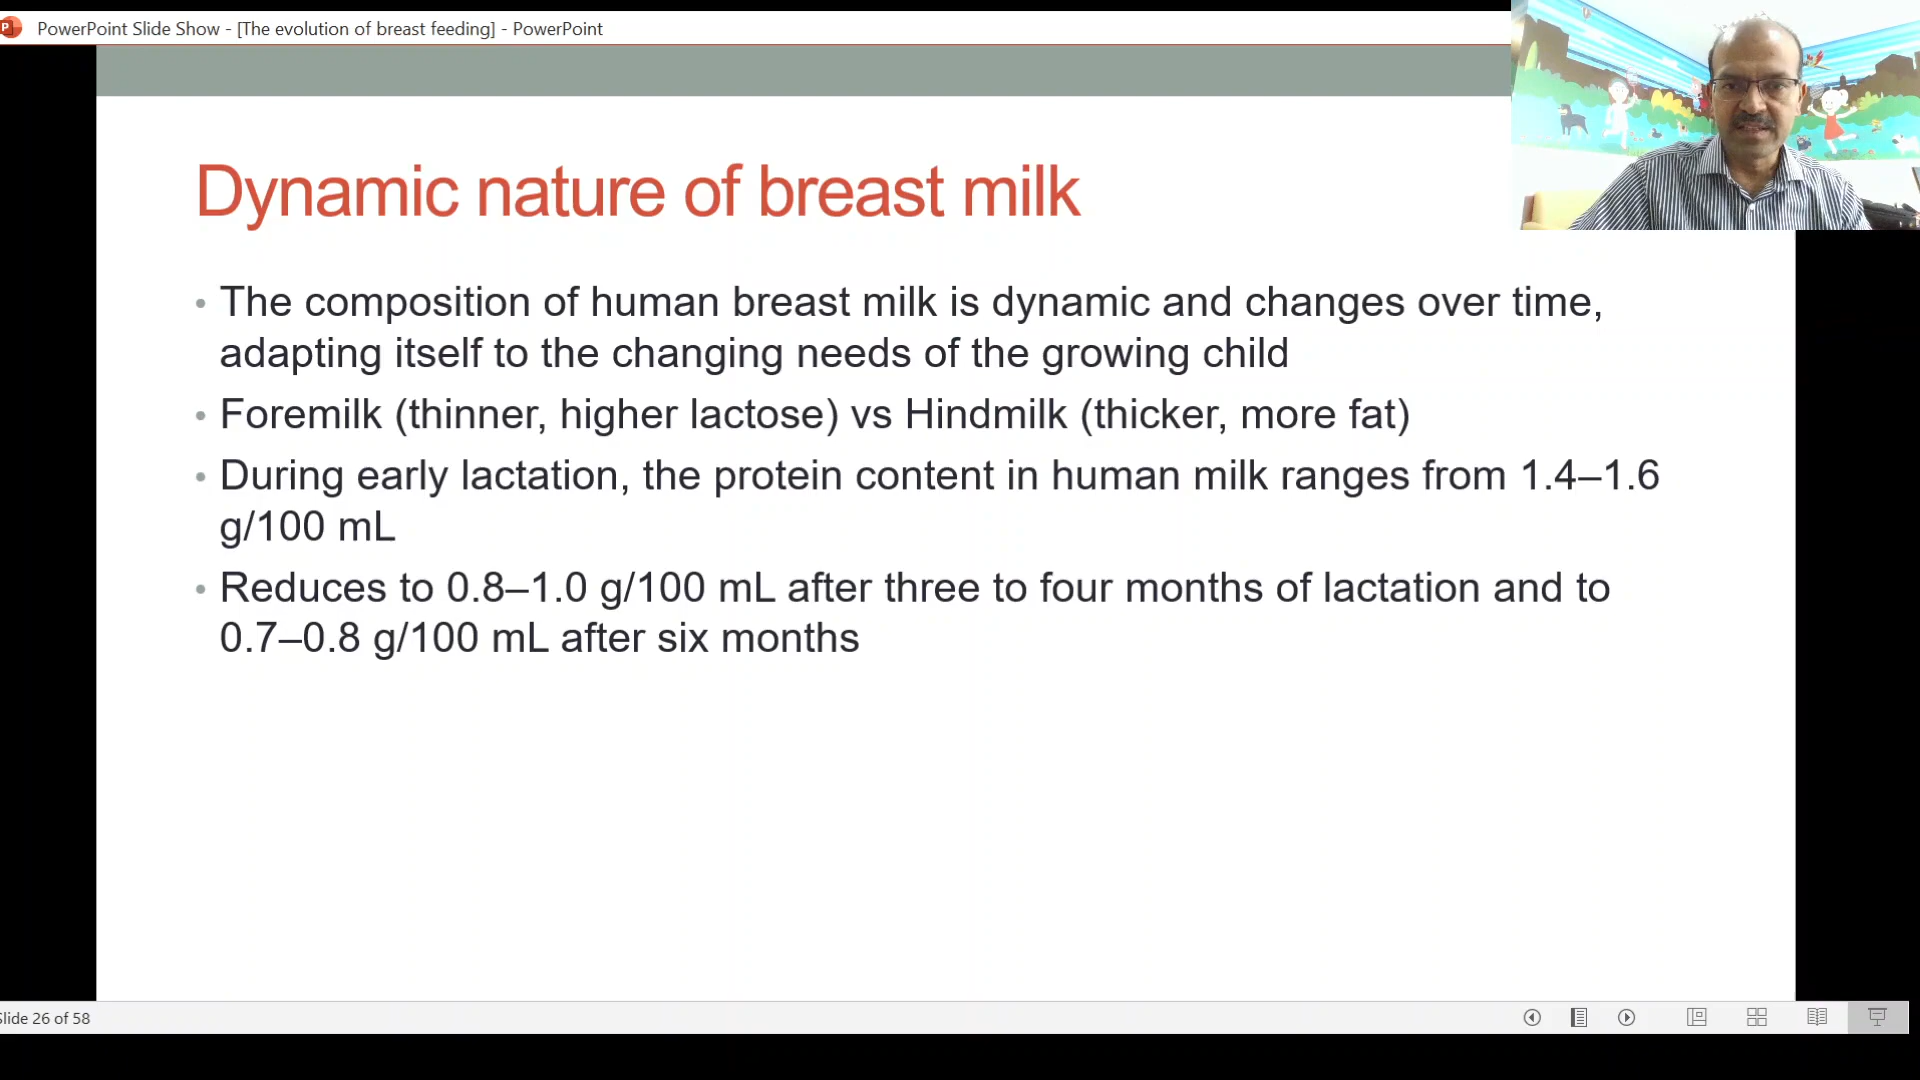 PowerPoint Slide Show - [The evolution of breast feeding] - PowerPoint
Dynamic nature of breast milk
• The composition of human breast milk is dynamic and changes over time,
adapting itself to the changing needs of the growing child
• Foremilk (thinner, higher lactose) vs Hindmilk (thicker, more fat)
• During early lactation, the protein content in human milk ranges from 1.4–1.6
g/100 mL
• Reduces to 0.8–1.0 g/100 mL after three to four months of lactation and to
0.7–0.8 g/100 mL after six months
Slide 26 of 58